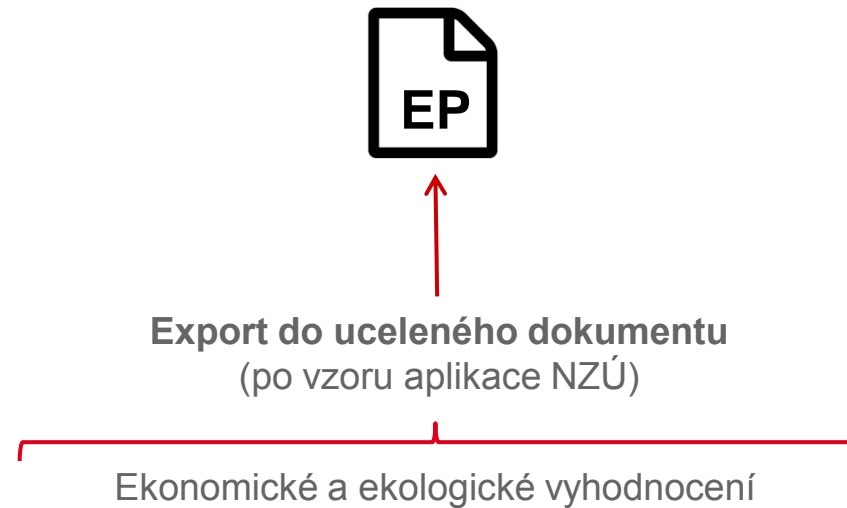 EP
Export do uceleného dokumentu
(po vzoru aplikace NZÚ)
Ekonomické a ekologické vyhodnocení